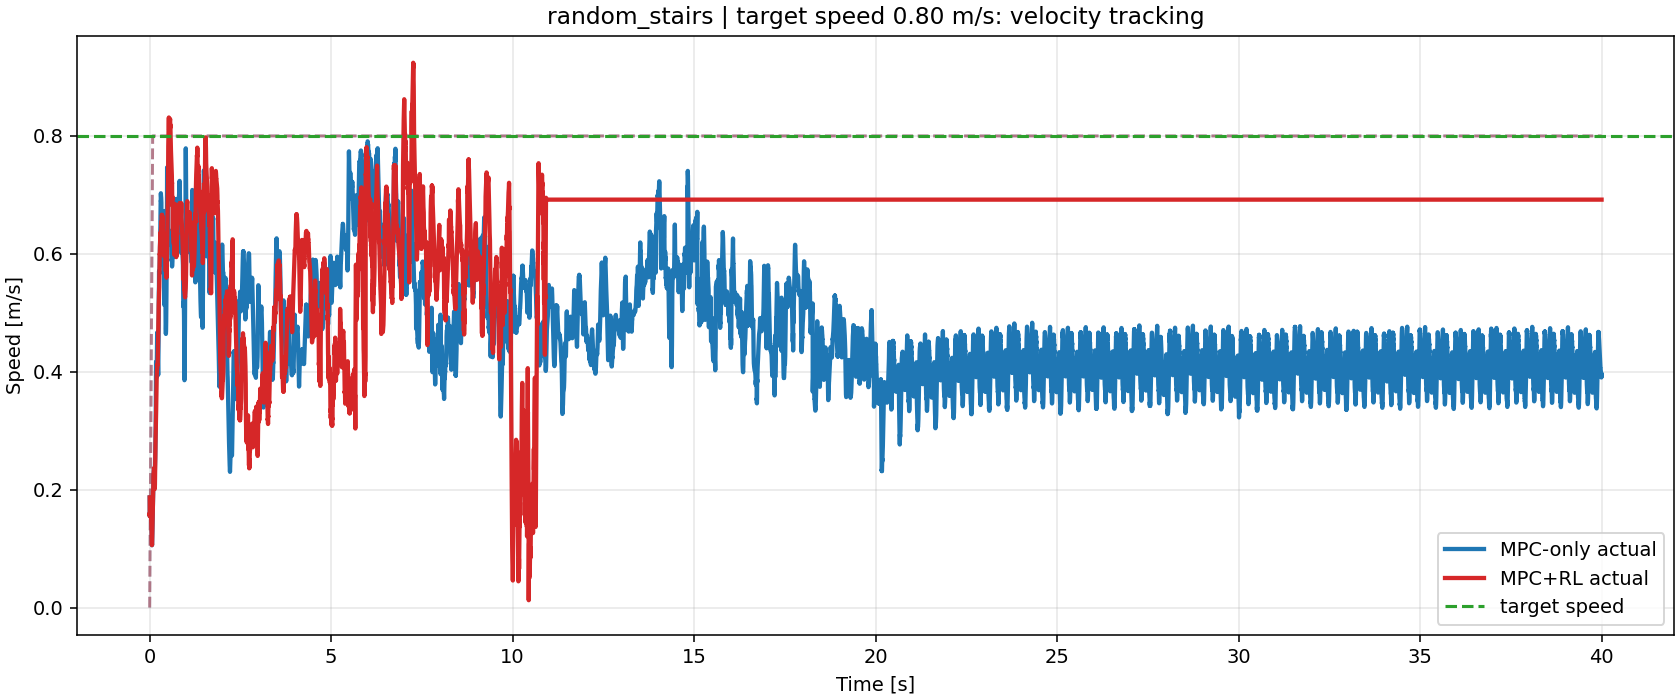 random_stairs | target speed 0.80 m/s: velocity tracking
Speed [m/s]
0.8
0.6
0.4
0.2
0.0
MPC-only actual
MPC+RL actual
target speed
0 5 10 15 20 25 30 35 40
Time [s]